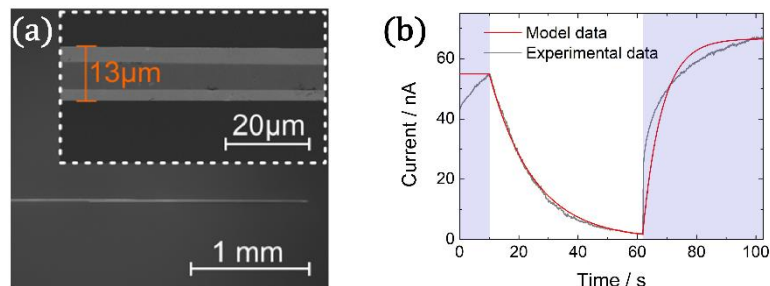 (a)
13µm
20µm
1 mm
(b)
Model data
Experimental data
Current / nA
60
40
20
0
0 20 40 60 80 100
Time / s